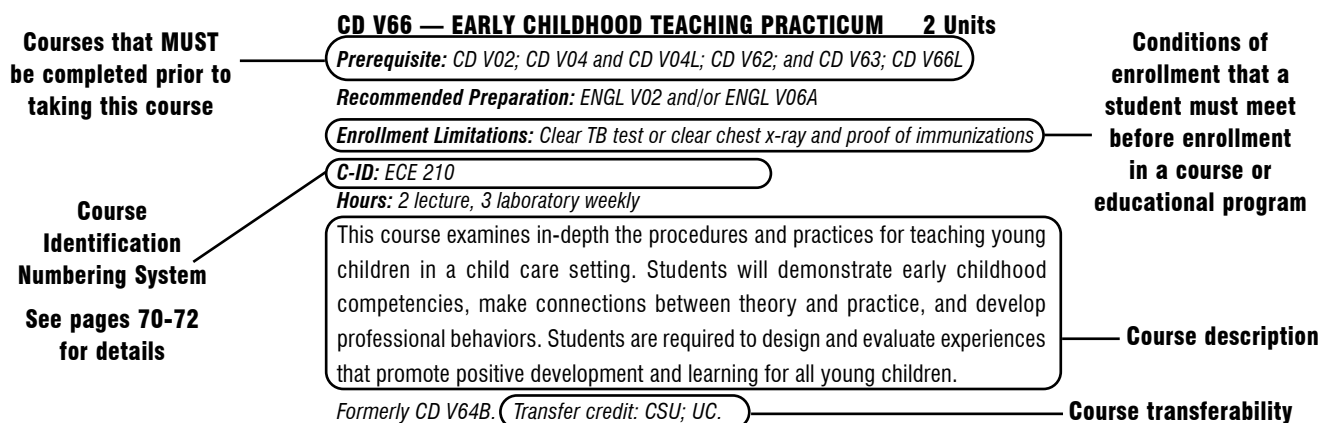 Courses that MUST
be completed prior to
taking this course
Course
Identification
Numbering System
See pages 70-72
for details
CD V66 — EARLY CHILDHOOD TEACHING PRACTICUM 2 Units
Prerequisite: CD V02; CD V04 and CD V04L; CD V62; and CD V63; CD V66L
Recommended Preparation: ENGL V02 and/or ENGL V06A
Enrollment Limitations: Clear TB test or clear chest x-ray and proof of immunizations
C-ID: ECE 210
Hours: 2 lecture, 3 laboratory weekly
This course examines in-depth the procedures and practices for teaching young
children in a child care setting. Students will demonstrate early childhood
competencies, make connections between theory and practice, and develop
professional behaviors. Students are required to design and evaluate experiences
that promote positive development and learning for all young children.
Formerly CD V64B. Transfer credit: CSU; UC.
Conditions of
enrollment that a
student must meet
before enrollment
in a course or
educational program
Course description
Course transferability